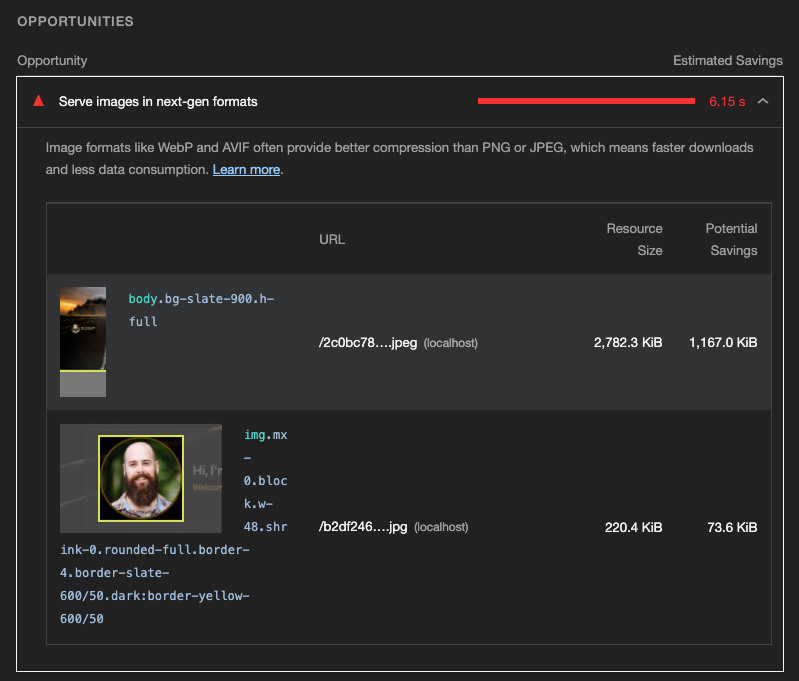 OPPORTUNITIES
Opportunity Estimated Savings
Serve images in next-gen formats 6.15 s
Image formats like WebP and AVIF often provide better compression than PNG or JPEG, which means faster downloads
and less data consumption. Learn more.
URL
Resource
Size
Potential
Savings
body.bg-slate-900.h-
full
/2c0bc78....jpeg (localhost) 2,782.3 KiB 1,167.0 KiB
Hi, I'm
Welcom
img.mx
-
0.bloc
k.w-
48.shr
ink-0.rounded-full.border-
4.border-slate-
600/50.dark:border-yellow-
600/50
/b2df246....jpg (localhost) 220.4 KiB 73.6 KiB